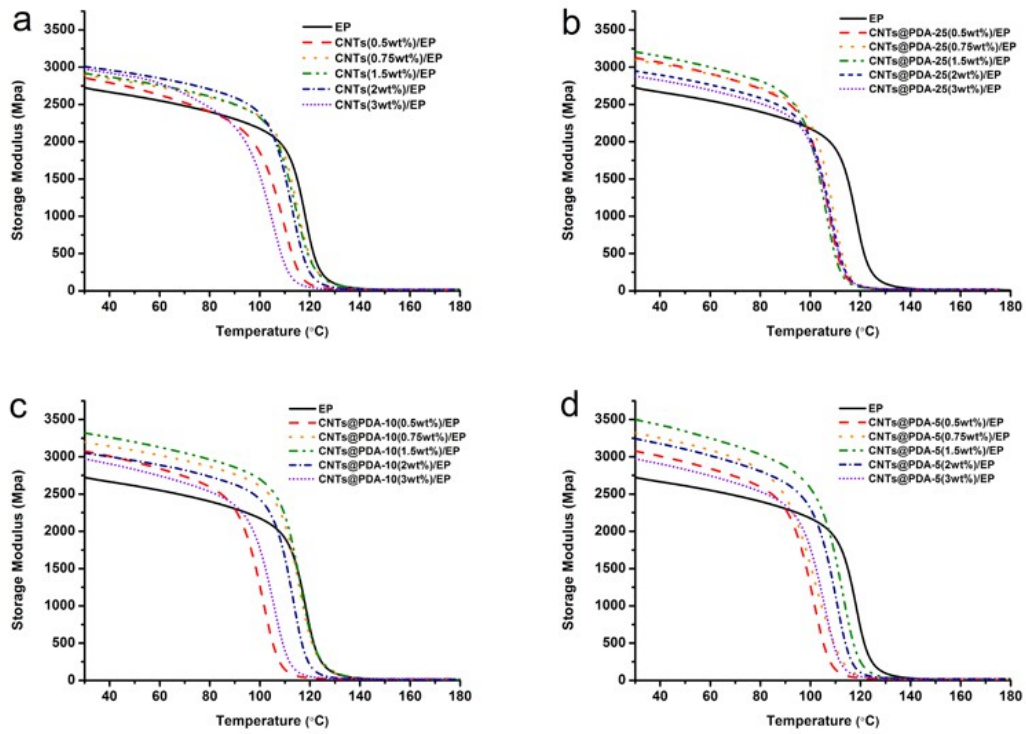 a
EP
CNTs(0.5wt%)/EP
CNTs(0.75wt%)/EP
CNTs(1.5wt%)/EP
CNTs(2wt%)/EP
CNTs(3wt%)/EP
Storage Modulus (Mpa)
3500
3000
2500
2000
1500
1000
500
0
40 60 80 100 120 140 160 180
Temperature (°C)
b
EP
CNTs@PDA-25(0.5wt%)/EP
CNTs@PDA-25(0.75wt%)/EP
CNTs@PDA-25(1.5wt%)/EP
CNTs@PDA-25(2wt%)/EP
CNTs@PDA-25(3wt%)/EP
Storage Modulus (Mpa)
3500
3000
2500
2000
1500
1000
500
0
40 60 80 100 120 140 160 180
Temperature (°C)
c
EP
CNTs@PDA-10(0.5wt%)/EP
CNTs@PDA-10(0.75wt%)/EP
CNTs@PDA-10(1.5wt%)/EP
CNTs@PDA-10(2wt%)/EP
CNTs@PDA-10(3wt%)/EP
Storage Modulus (Mpa)
3500
3000
2500
2000
1500
1000
500
0
40 60 80 100 120 140 160 180
Temperature (°C)
d
EP
CNTs@PDA-5(0.5wt%)/EP
CNTs@PDA-5(0.75wt%)/EP
CNTs@PDA-5(1.5wt%)/EP
CNTs@PDA-5(2wt%)/EP
CNTs@PDA-5(3wt%)/EP
Storage Modulus (Mpa)
3500
3000
2500
2000
1500
1000
500
0
40 60 80 100 120 140 160 180
Temperature (°C)